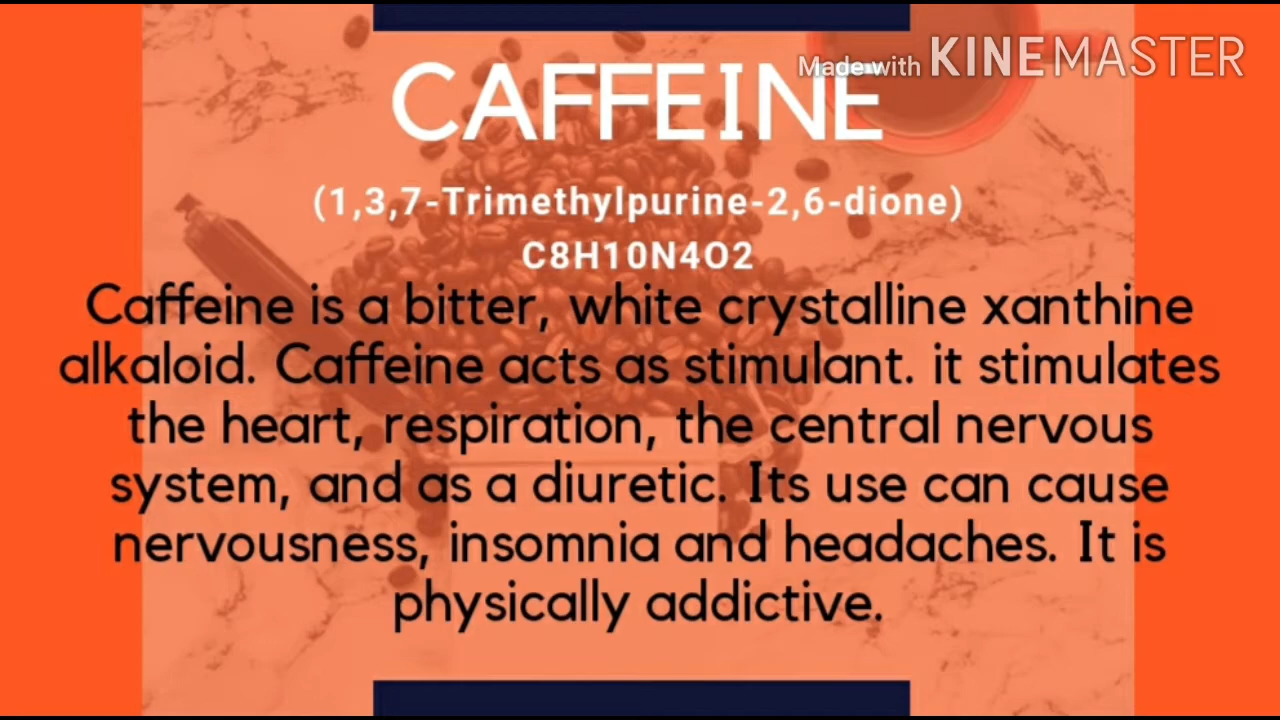 Made with KINEMASTER
CAFFEINE
(1,3,7-Trimethylpurine-2,6-dione)
C8H10N4O2
Caffeine is a bitter, white crystalline xanthine
alkaloid. Caffeine acts as stimulant. it stimulates
the heart, respiration, the central nervous
system, and as a diuretic. Its use can cause
nervousness, insomnia and headaches. It is
physically addictive.